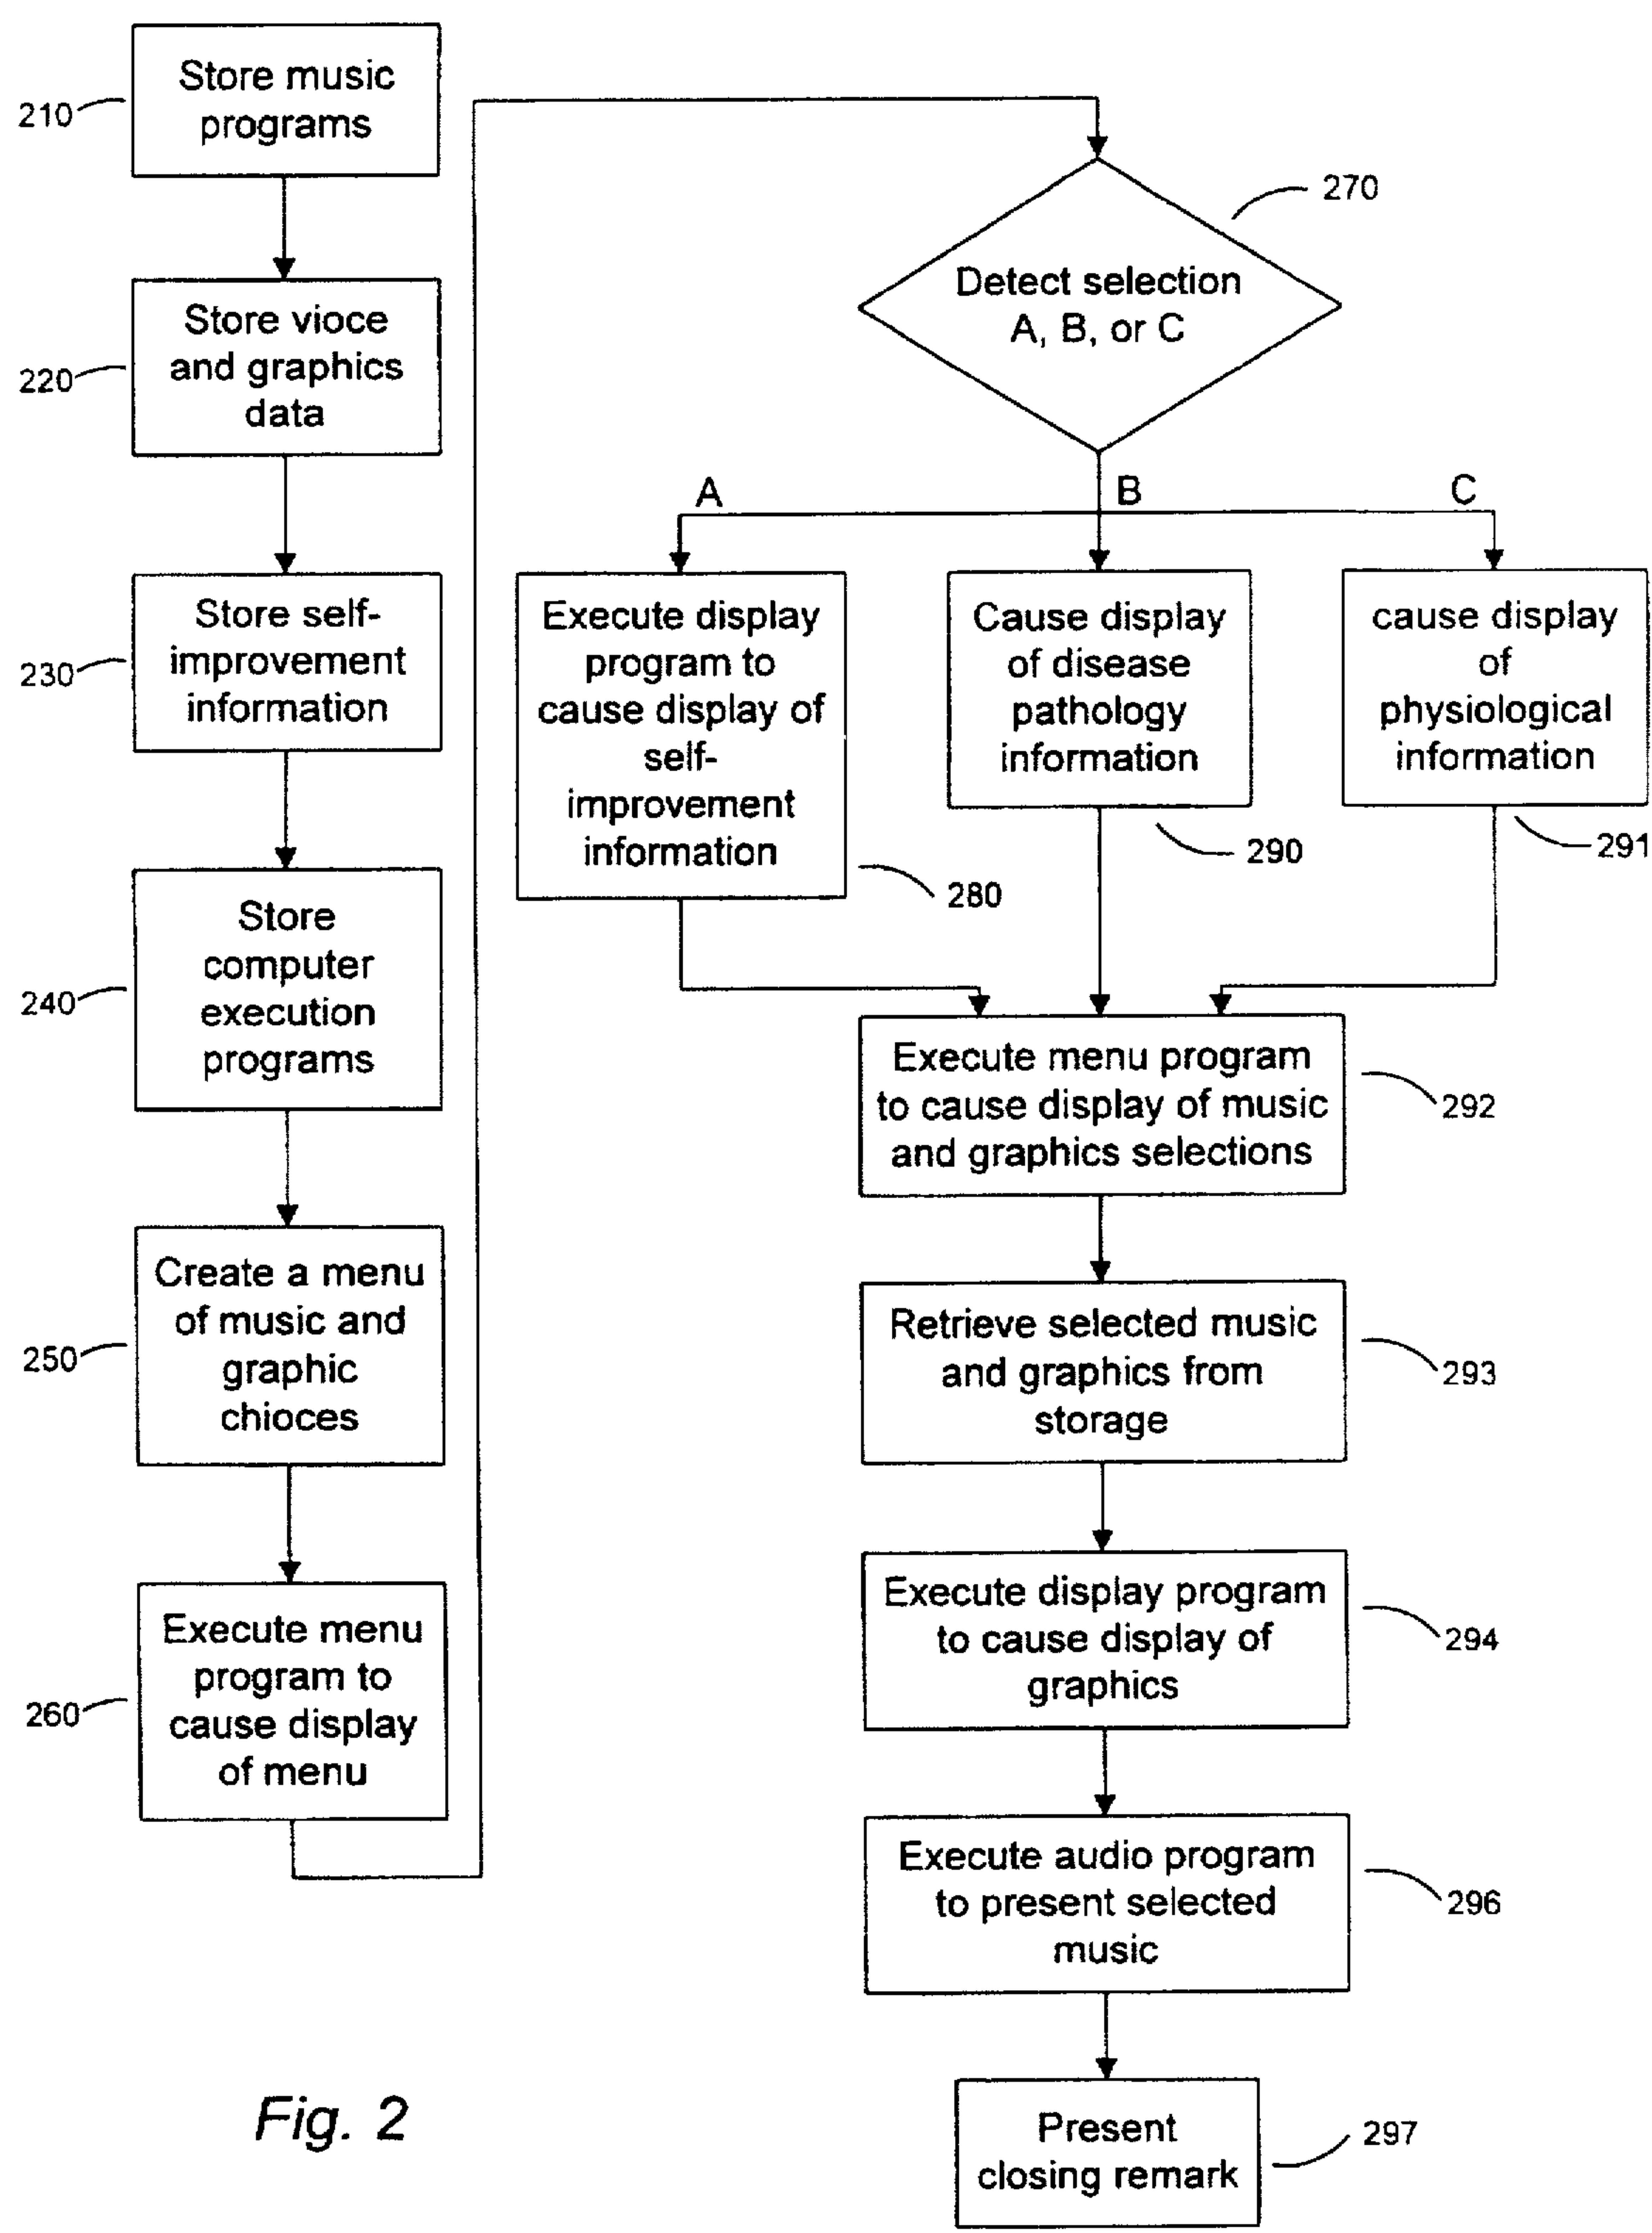 Store music
programs
210
Store vioce
and graphics
data
220
Store self-
improvement
information
230
Store
computer
execution
programs
240
Create a menu
of music and
graphic
chioces
250
Execute menu
program to
cause display
of menu
260
Detect selection
A, B, or C
270
A
B
C
Execute display
program to
cause display of
self-
improvement
information
280
Cause display
of disease
pathology
information
290
cause display
of
physiological
information
291
Execute menu program
to cause display of music
and graphics selections
292
Retrieve selected music
and graphics from
storage
293
Execute display program
to cause display of
graphics
294
Execute audio program
to present selected
music
296
Present
closing remark
297
Fig. 2